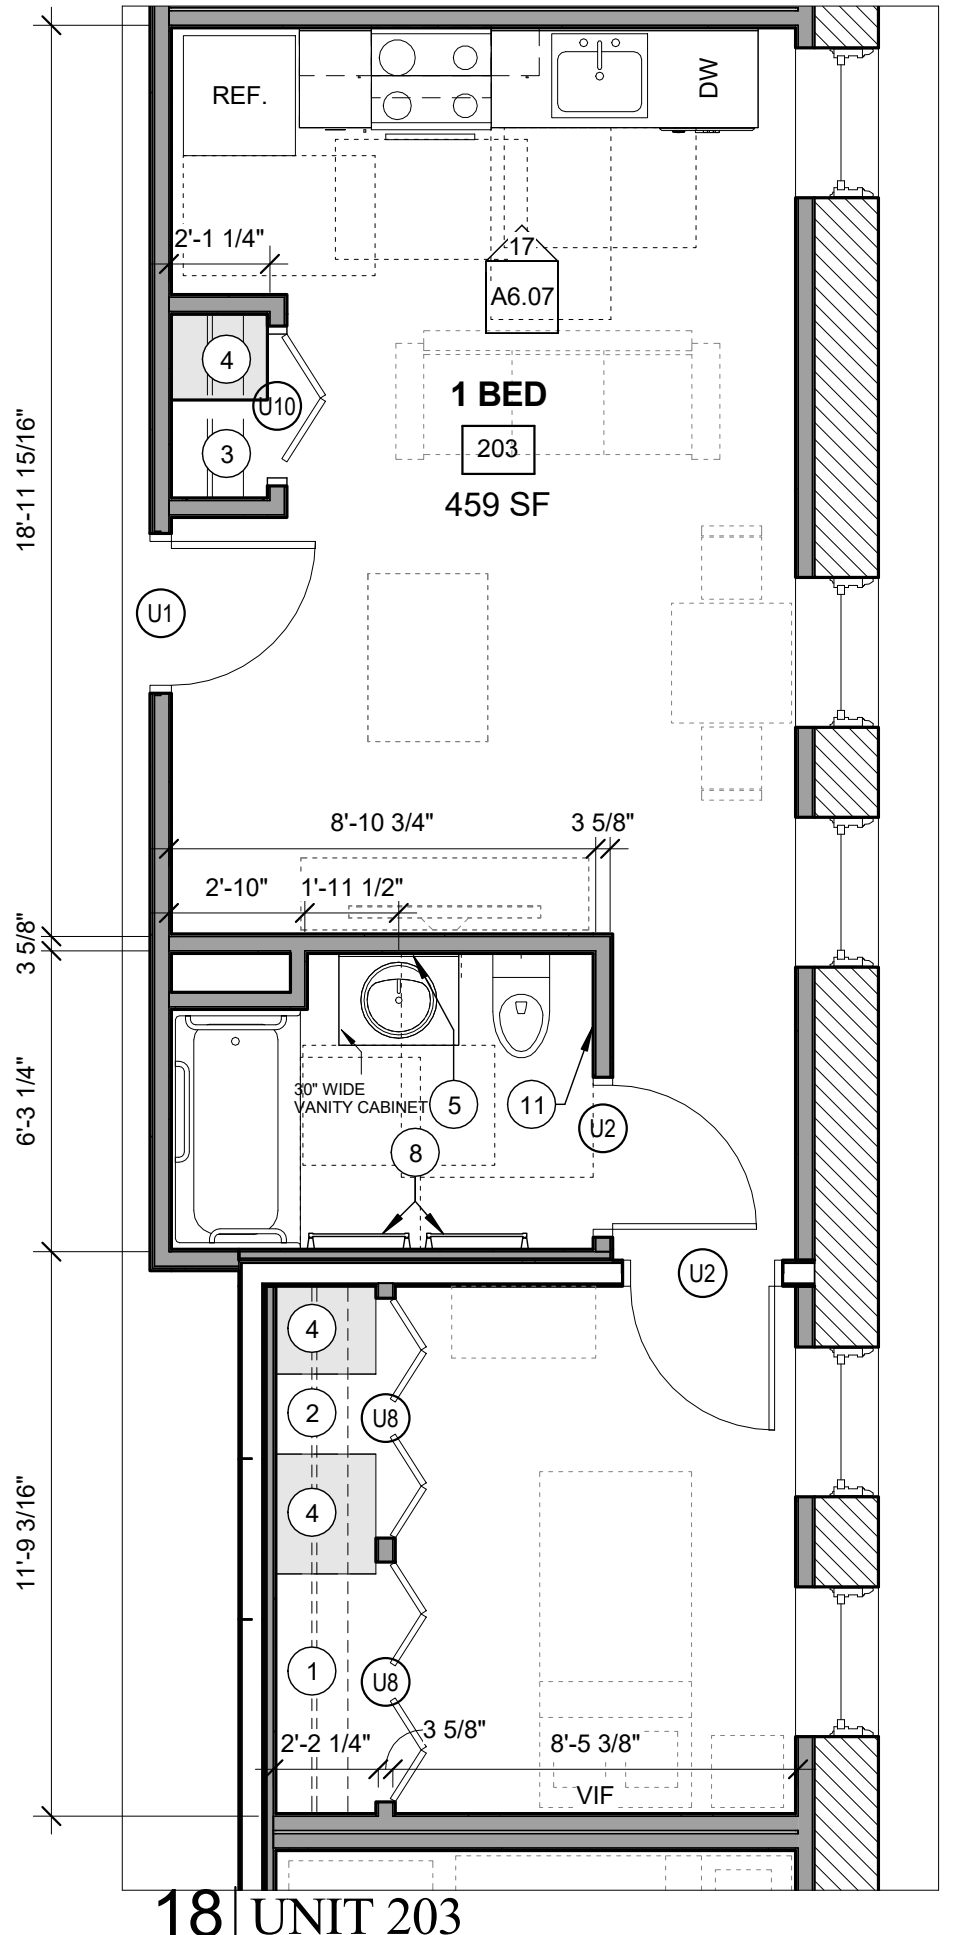 REF.
DW
2'-1 1/4"
17
A6.07
4
U10
1 BED
3
203
459 SF
18'-11 15/16"
U1
8'-10 3/4"
3 5/8"
2'-10"
1'-11 1/2"
3 5/8"
6'-3 1/4"
30" WIDE
VANITY CABINET
5
11
U2
8
U2
4
2
U8
4
11'-9 3/16"
1
U8
2'-2 1/4"
3 5/8"
8'-5 3/8"
VIF
18 UNIT 203